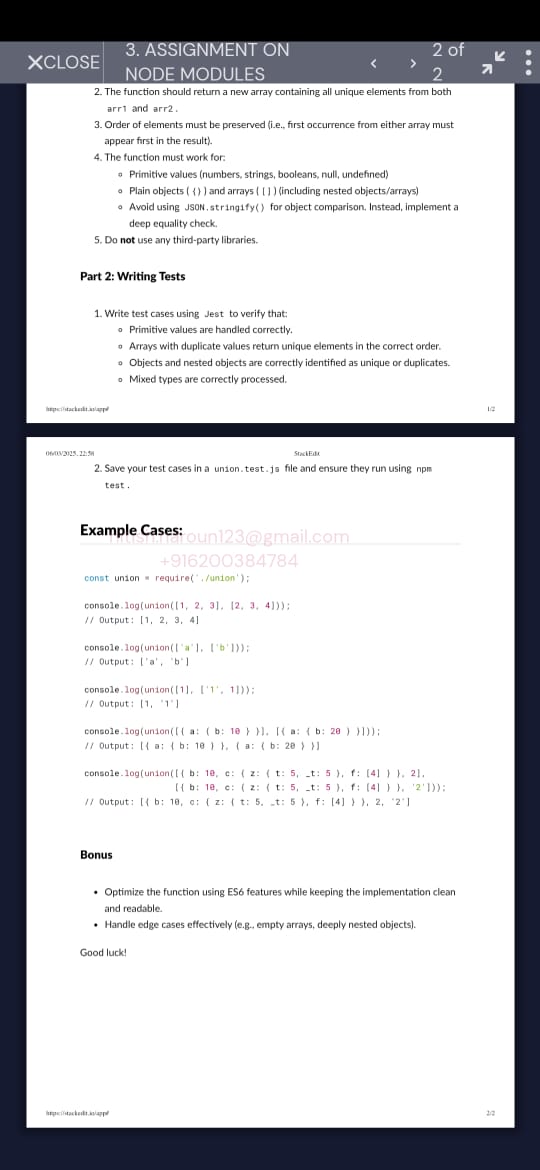 XCLOSE
3. ASSIGNMENT ON
NODE MODULES
< > 2 of
2
2. The function should return a new array containing all unique elements from both
arr1 and arr2.
3. Order of elements must be preserved (i.e., first occurrence from either array must
appear first in the result).
4. The function must work for:
Primitive values (numbers, strings, booleans, null, undefined)
Plain objects ( {} ) and arrays ( [] ) (including nested objects/arrays)
Avoid using JSON.stringify() for object comparison. Instead, implement a
deep equality check.
5. Do not use any third-party libraries.
Part 2: Writing Tests
1. Write test cases using Jest to verify that:
Primitive values are handled correctly.
Arrays with duplicate values return unique elements in the correct order.
Objects and nested objects are correctly identified as unique or duplicates.
Mixed types are correctly processed.
https://stackedit.io/app#
1/2
06/03/2025, 22:58
StackEdit
2. Save your test cases in a union.test.js file and ensure they run using npm
test.
Example Cases:
haroun123@gmail.com
+916200384784
const union = require('./union');
console.log(union([1, 2, 3], [2, 3, 4]));
// Output: [1, 2, 3, 4]
console.log(union(['a'], ['b']));
// Output: ['a', 'b']
console.log(union([1], ['1', 1]));
// Output: [1, '1']
console.log(union([{ a: { b: 10 } }], [{ a: { b: 20 } }]));
// Output: [{ a: { b: 10 } }, { a: { b: 20 } }]
console.log(union([{ b: 10, c: { z: { t: 5, _t: 5 }, f: [4] } }, 2],
[{ b: 10, c: { z: { t: 5, _t: 5 }, f: [4] } }, '2']));
// Output: [{ b: 10, c: { z: { t: 5, _t: 5 }, f: [4] } }, 2, '2']
Bonus
• Optimize the function using ES6 features while keeping the implementation clean
and readable.
• Handle edge cases effectively (e.g., empty arrays, deeply nested objects).
Good luck!
https://stackedit.io/app#
2/2